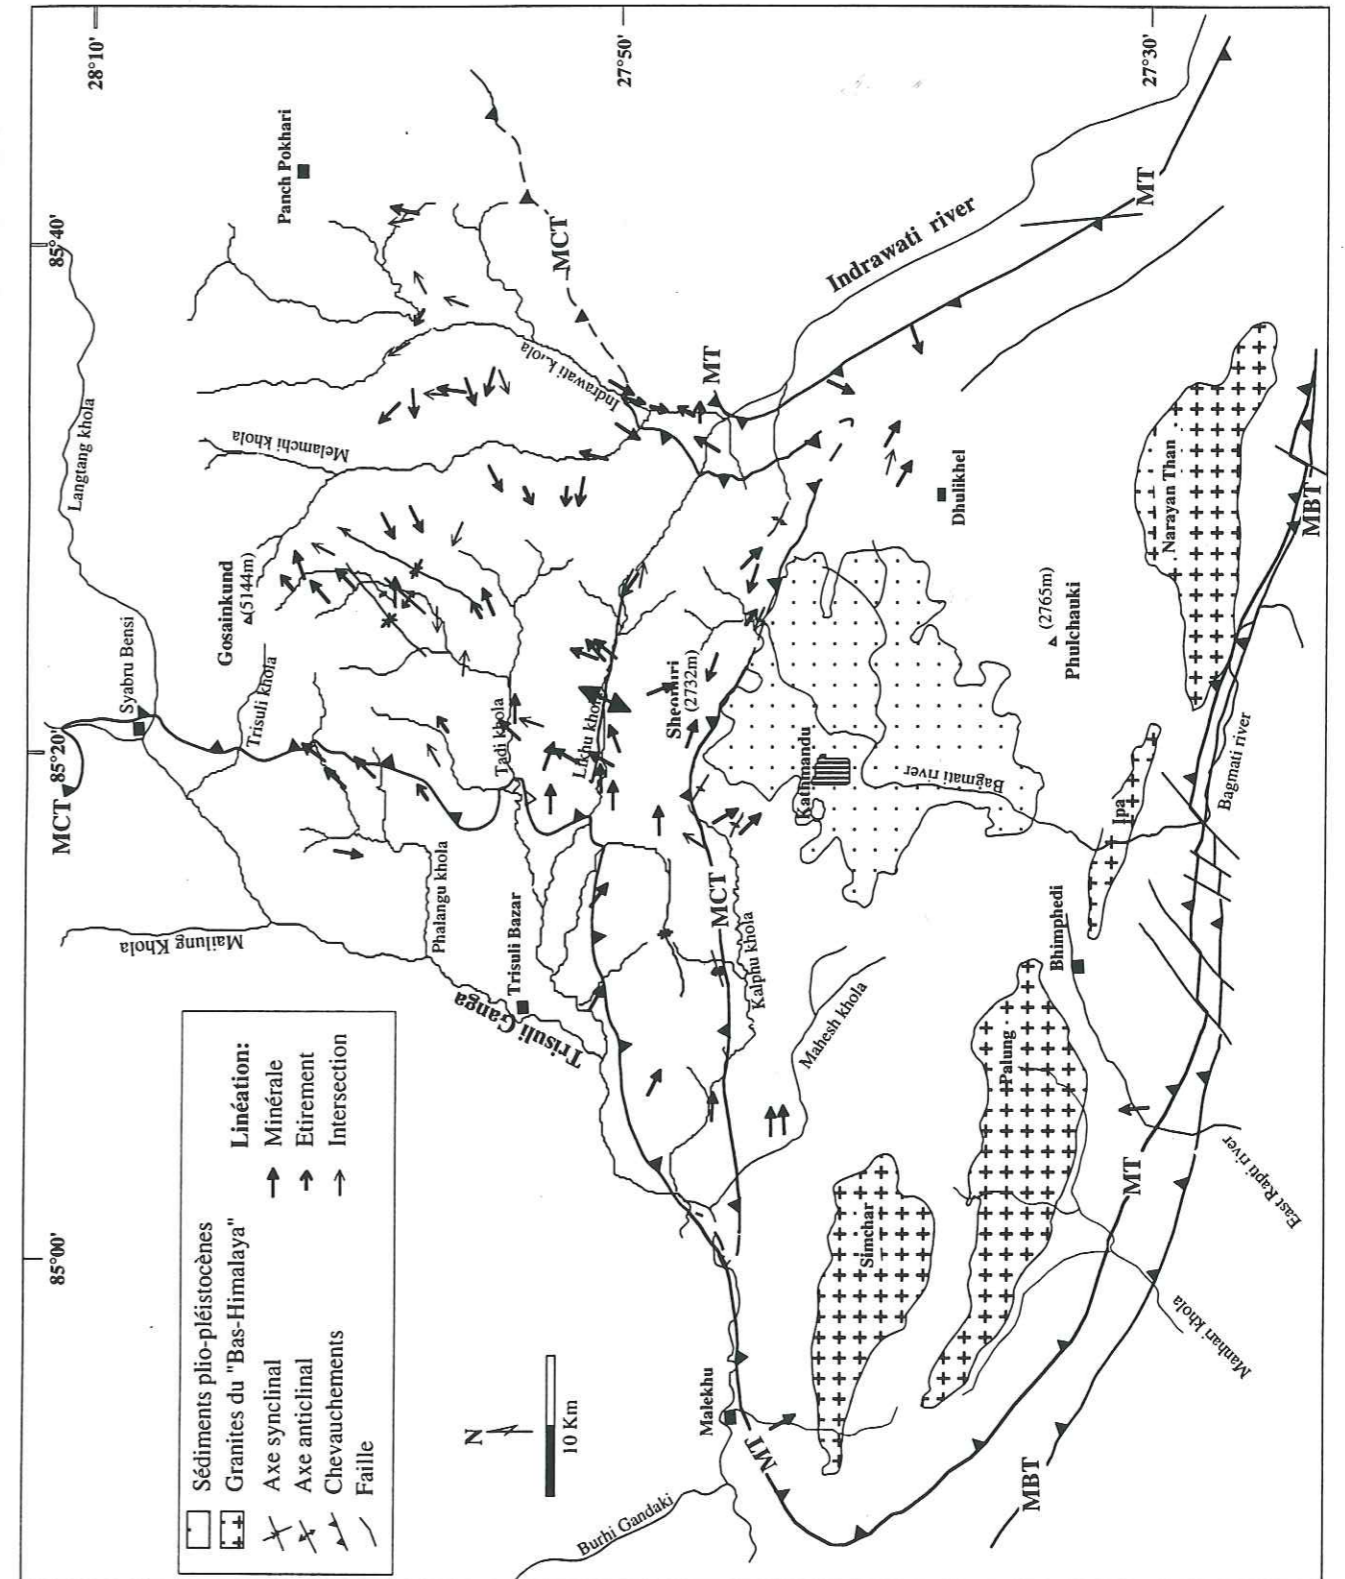 28°10'
27°50'
27°30'
85°40'
85°20'
85°00'
Panch Pokhari
MCT
Indrawati river
MT
Langtang khola
Melamchi khola
Indrawati khola
MT
Narayan Than
MBT
Dhulikhel
Gosainkund
(5144m)
Syabru Bensi
Trisuli khola
Tadi khola
Likhu khola
(2732m)
(2765m)
Phulchauki
MCT
Kathmandu
Bagmati river
Ipa
Bagmati river
Mailung Khola
Phalangu khola
Trisuli Bazar
Trisuli Ganga
MCT
Kalphu khola
Mahesh khola
Bhimphedi
Palung
Simchar
MT
East Rapti river
Manhari khola
Malekhu
MT
MBT
Burhi Gandaki
N
10 Km
Sédiments plio-pléistocènes
Granites du "Bas-Himalaya"
Axe synclinal
Axe anticlinal
Chevauchements
Faille
Linéation:
Minérale
Etirement
Intersection